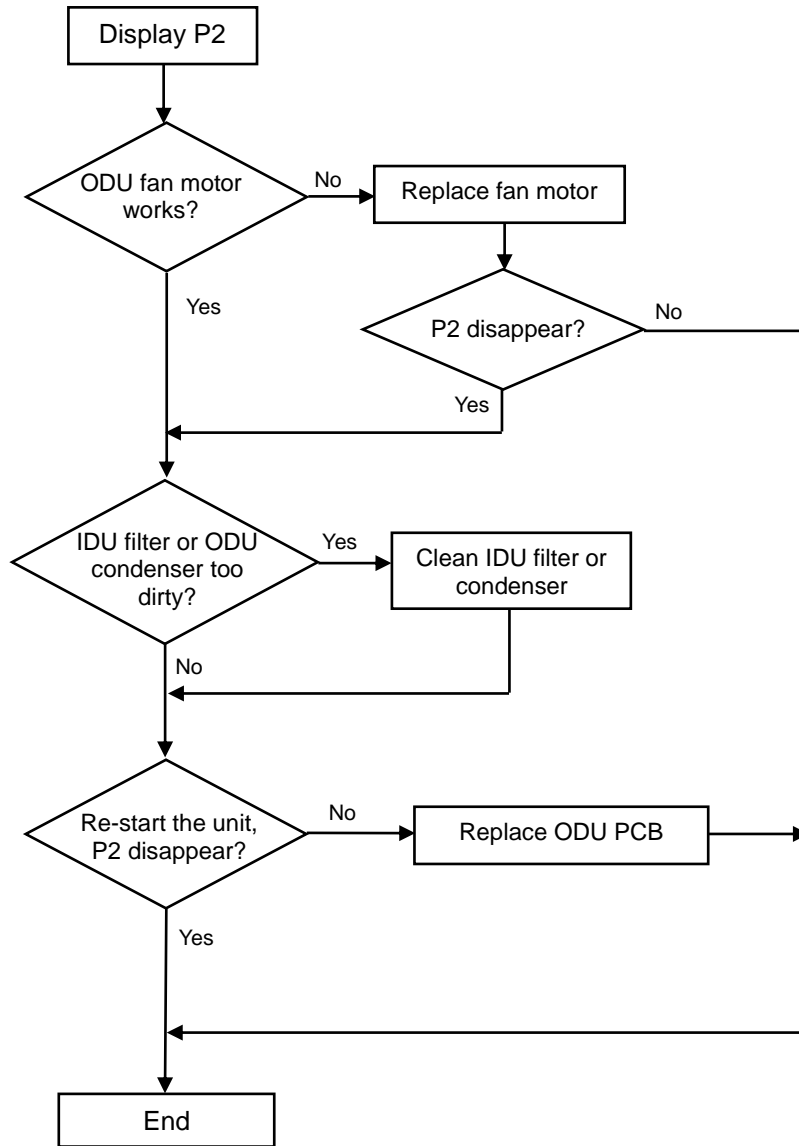 Display P2
ODU fan motor
works?
No
Replace fan motor
Yes
P2 disappear?
No
Yes
IDU filter or ODU
condenser too
dirty?
Yes
Clean IDU filter or
condenser
No
Re-start the unit,
P2 disappear?
No
Replace ODU PCB
Yes
End